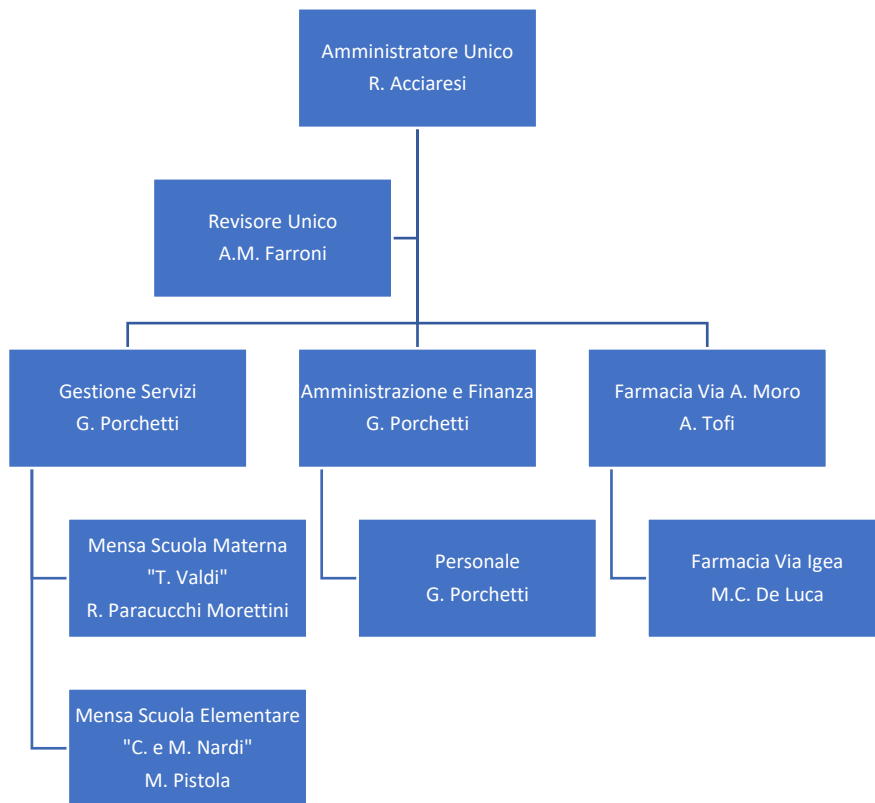 Amministratore Unico
R. Acciaresi
Revisore Unico
A.M. Farroni
Gestione Servizi
G. Porchetti
Amministrazione e Finanza
G. Porchetti
Farmacia Via A. Moro
A. Tofi
Mensa Scuola Materna
"T. Valdi"
R. Paracucchi Morettini
Personale
G. Porchetti
Farmacia Via Igea
M.C. De Luca
Mensa Scuola Elementare
"C. e M. Nardi"
M. Pistola